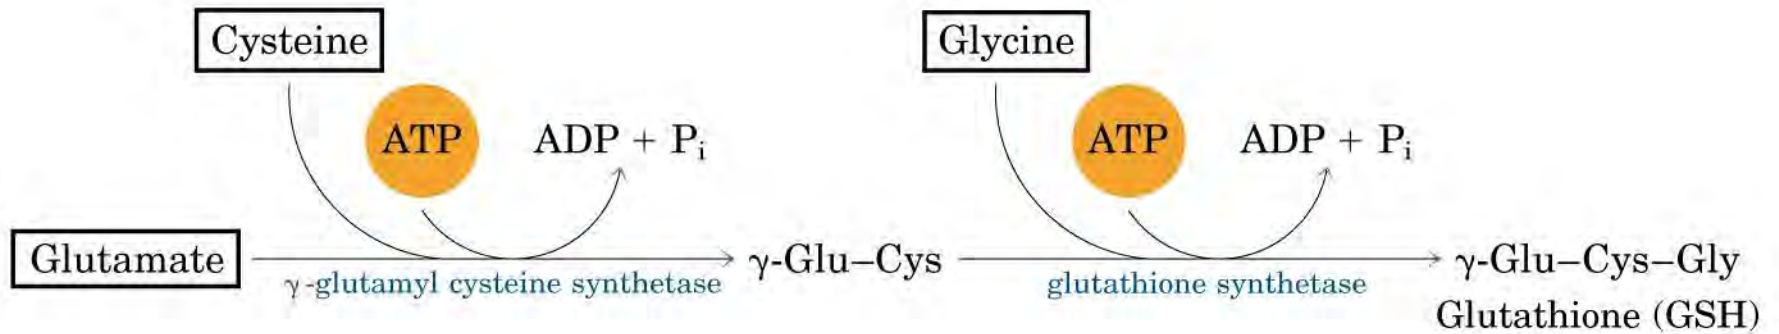 Cysteine
Glycine
ATP
ADP + Pᵢ
ATP
ADP + Pᵢ
Glutamate
γ-Glu–Cys
γ-Glu–Cys–Gly
γ-glutamyl cysteine synthetase
glutathione synthetase
Glutathione (GSH)